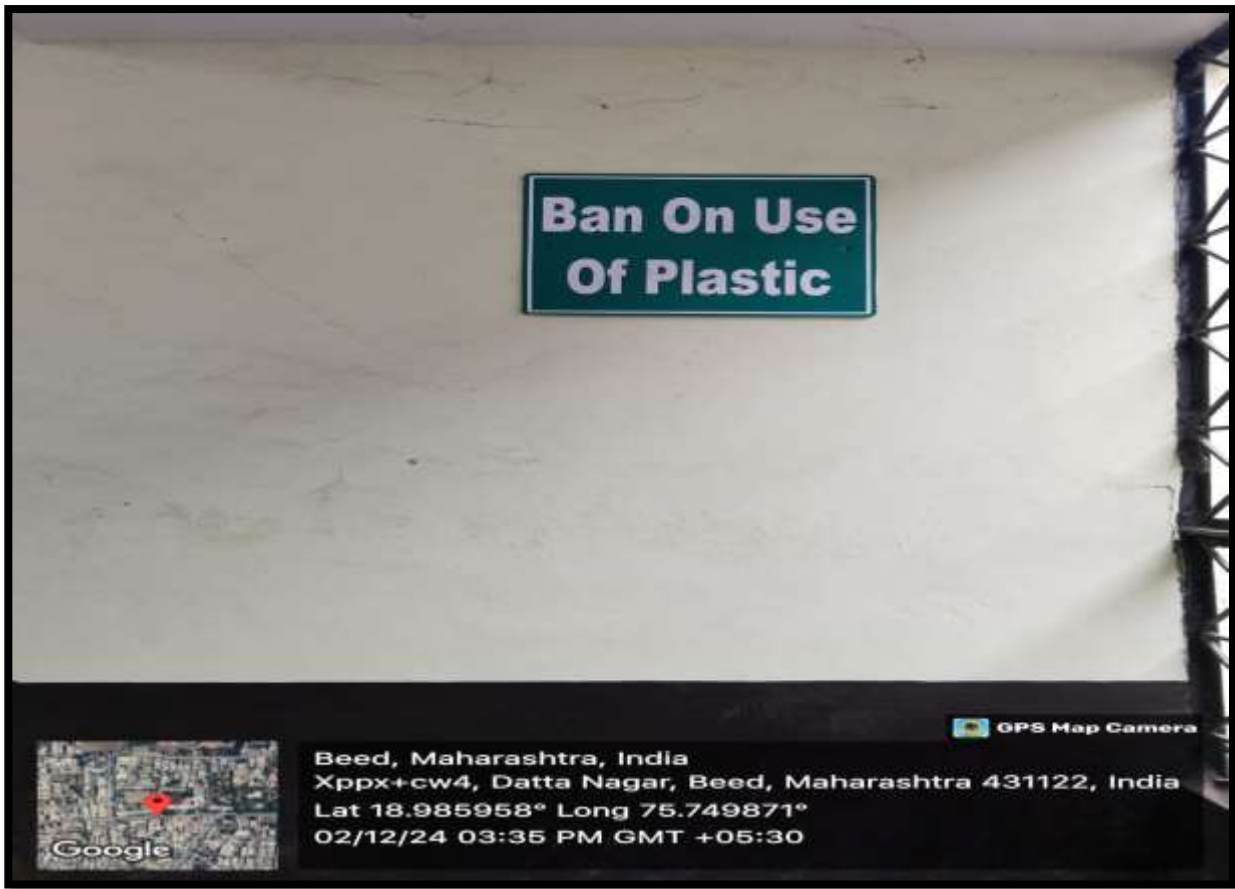 Ban On Use
Of Plastic
GPS Map Camera
Beed, Maharashtra, India
Xppx+cw4, Datta Nagar, Beed, Maharashtra 431122, India
Lat 18.985958° Long 75.749871°
02/12/24 03:35 PM GMT +05:30
Google